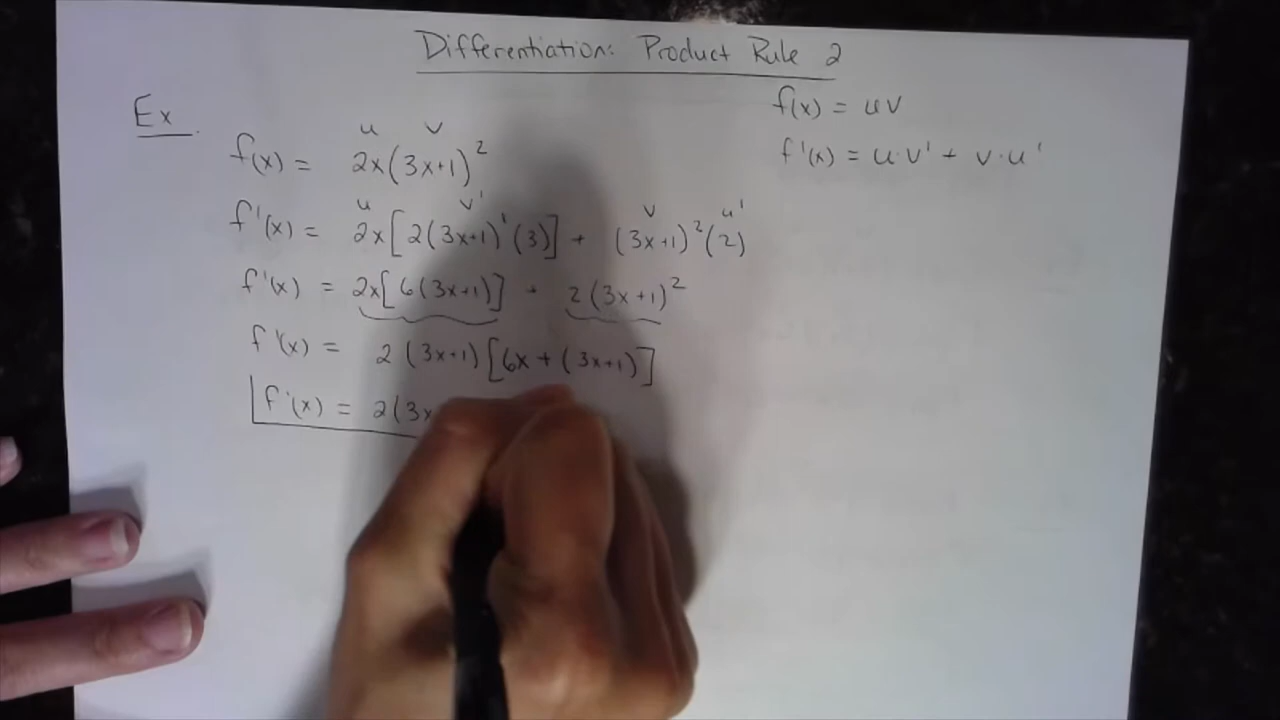 Differentiation: Product Rule 2
f(x) = uv
f'(x) = u·v' + v·u'
Ex.
u v
f(x) = 2x(3x+1)²
u v' v u'
f'(x) = 2x[2(3x+1)¹(3)] + (3x+1)²(2)
f'(x) = 2x[6(3x+1)] + 2(3x+1)²
f'(x) = 2(3x+1)[6x+(3x+1)]
f'(x) = 2(3x